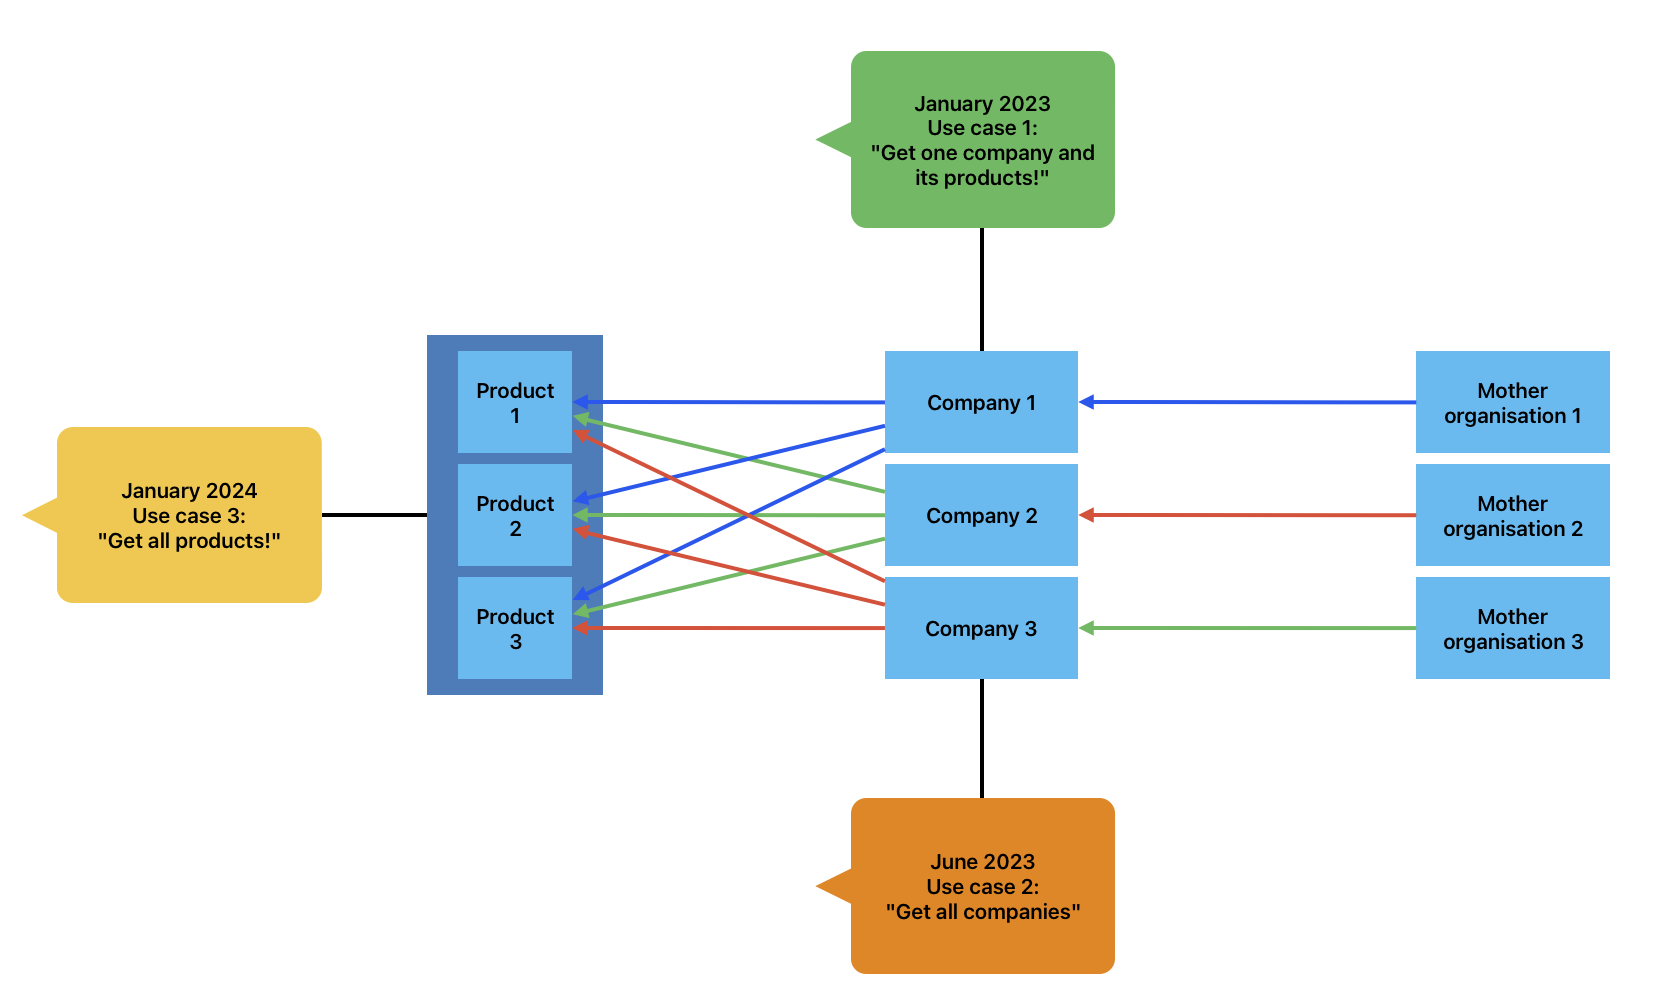 January 2023
Use case 1:
"Get one company and
its products!"
Product
1
Company 1
Mother
organisation 1
January 2024
Use case 3:
"Get all products!"
Product
2
Company 2
Mother
organisation 2
Product
3
Company 3
Mother
organisation 3
June 2023
Use case 2:
"Get all companies"